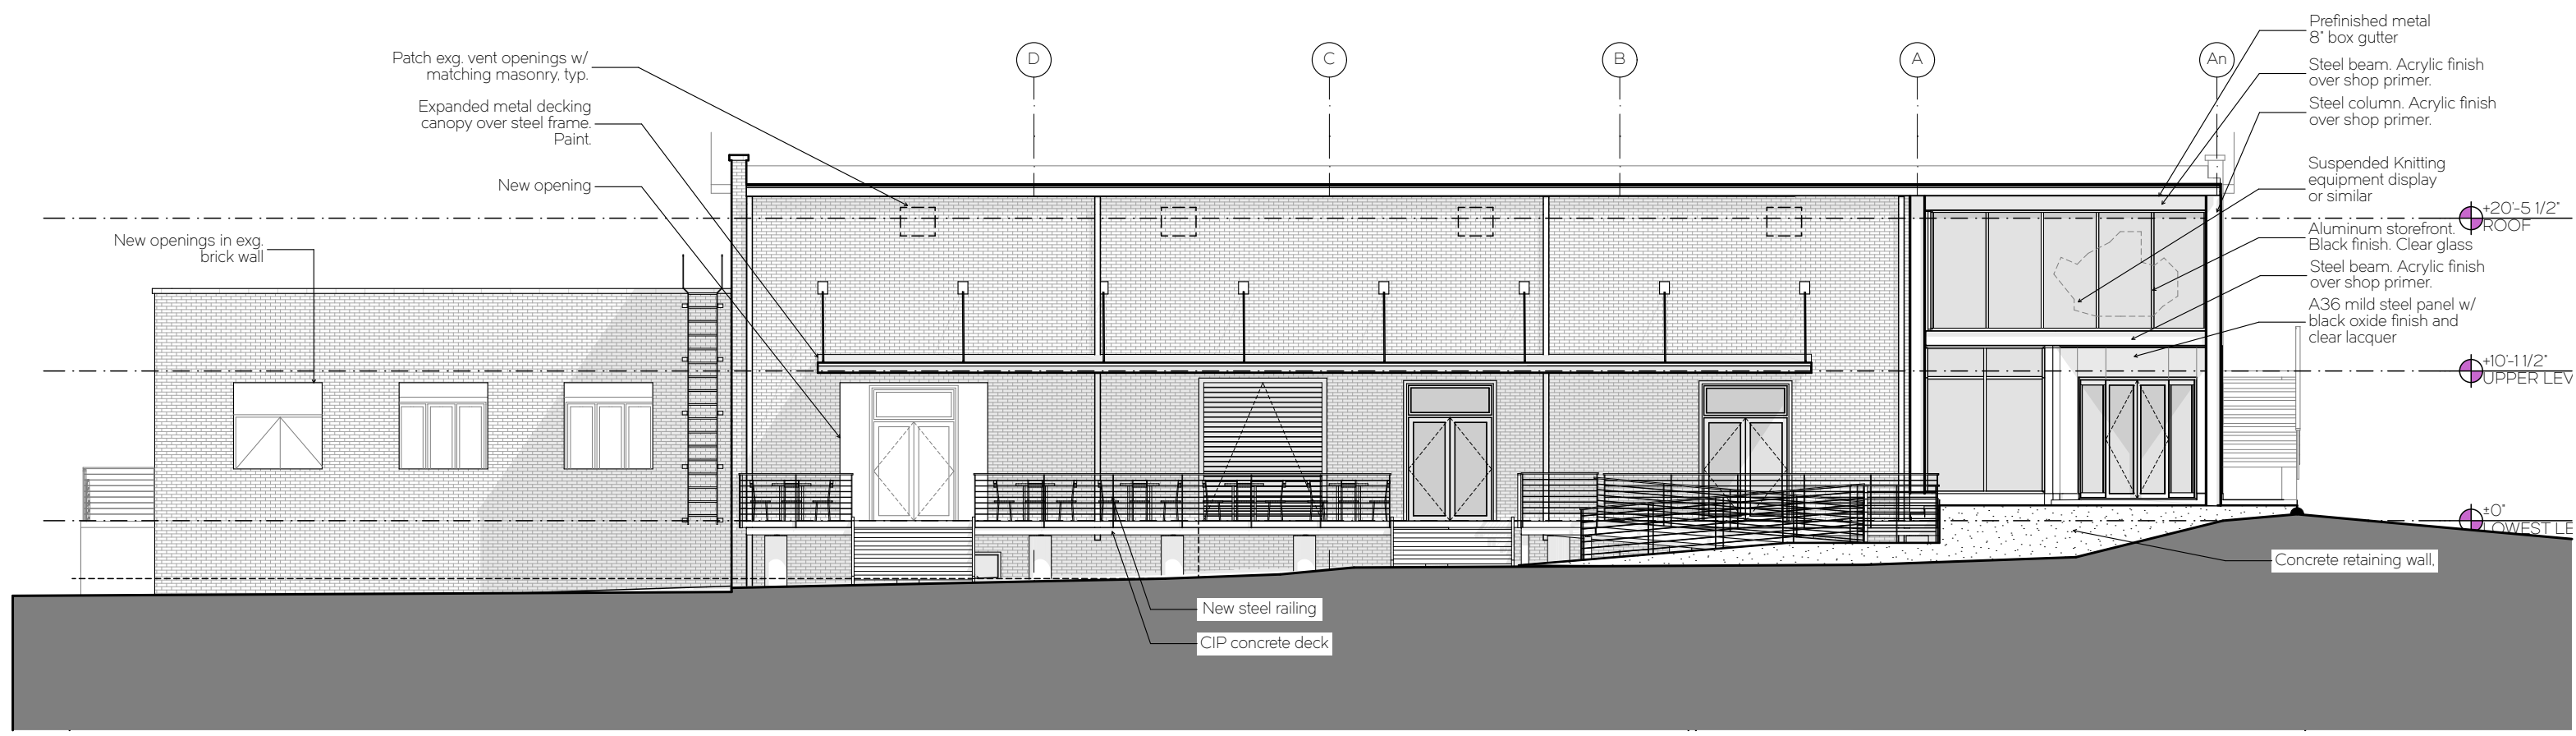 Patch exg. vent openings w/
matching masonry, typ.
Expanded metal decking
canopy over steel frame.
Paint.
New opening
New openings in exg.
brick wall
D
C
B
A
An
Prefinished metal
8" box gutter
Steel beam. Acrylic finish
over shop primer.
Steel column. Acrylic finish
over shop primer.
Suspended Knitting
equipment display
or similar
+20'-5 1/2"
ROOF
Aluminum storefront.
Black finish. Clear glass
Steel beam. Acrylic finish
over shop primer.
A36 mild steel panel w/
black oxide finish and
clear lacquer
+10'-1 1/2"
UPPER LEV
±0"
LOWEST LE
Concrete retaining wall,
New steel railing
CIP concrete deck